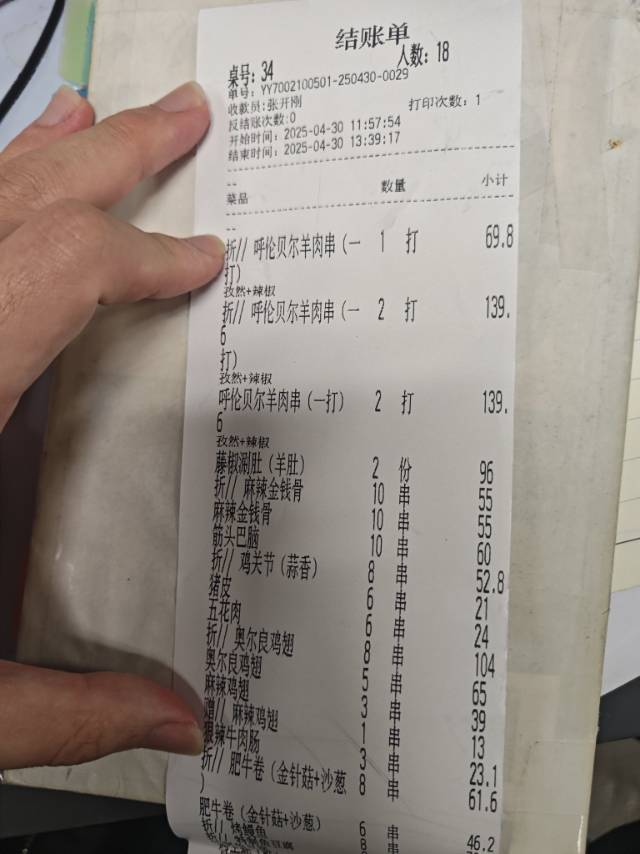 结账单
桌号: 34 人数: 18
单号: YY7002100501-250430-0029
收款员:张开刚 打印次数: 1
反结账次数:0
开始时间: 2025-04-30 11:57:54
结束时间: 2025-04-30 13:39:17
--
菜品 数量 小计
--
折// 呼伦贝尔羊肉串 (一 1 打 69.8
打)
孜然+辣椒
折// 呼伦贝尔羊肉串 (一 2 打 139.
6
打)
孜然+辣椒
呼伦贝尔羊肉串 (一打) 2 打 139.
6
孜然+辣椒
藤椒涮肚 (羊肚) 2 份 96
折// 麻辣金钱骨 10 串 55
麻辣金钱骨 10 串 55
筋头巴脑 10 串 60
折// 鸡关节 (蒜香) 8 串 52.8
猪皮 6 串 21
五花肉 6 串 24
折// 奥尔良鸡翅 8 串 104
奥尔良鸡翅 5 串 65
麻辣鸡翅 3 串 39
赠// 麻辣鸡翅 1 串 13
辣牛肉肠 3 串 23.1
折// 肥牛卷 (金针菇+沙葱 8 串 61.6
)
肥牛卷 (金针菇+沙葱) 6 串 46.2
折// 烤鳗鱼 8 串